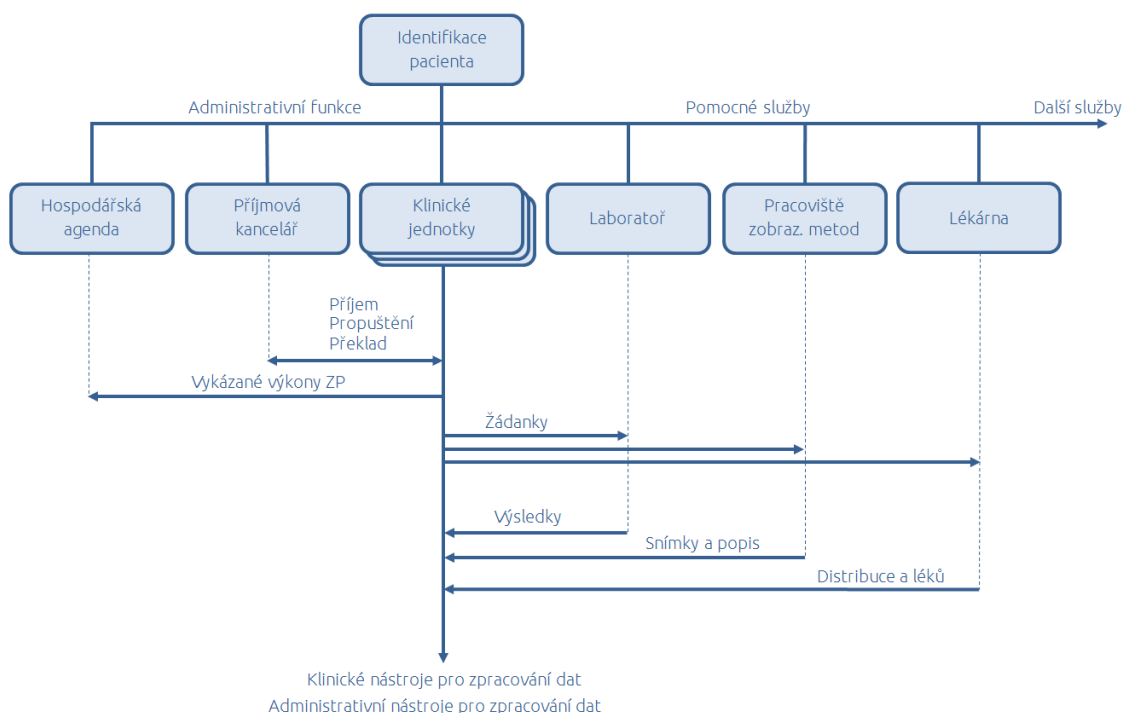 Identifikace
pacienta
Administrativní funkce
Pomocné služby
Další služby
Hospodářská
agenda
Příjmová
kancelář
Klinické
jednotky
Laboratoř
Pracoviště
zobraz. metod
Lékárna
Příjem
Propuštění
Překlad
Vykázané výkony ZP
Žádanky
Výsledky
Snímky a popis
Distribuce a léků
Klinické nástroje pro zpracování dat
Administrativní nástroje pro zpracování dat